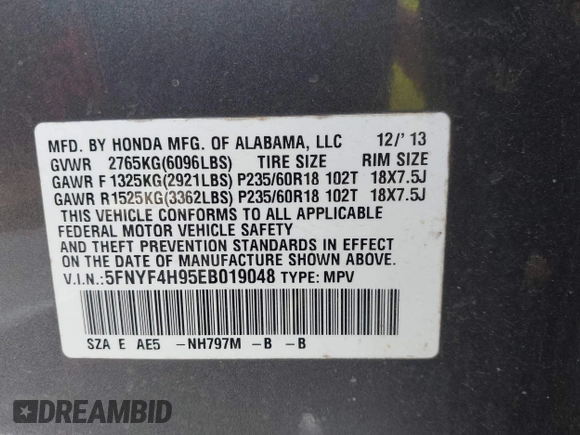 MFD. BY HONDA MFG. OF ALABAMA, LLC 12/' 13
GVWR 2765KG(6096LBS) TIRE SIZE RIM SIZE
GAWR F 1325KG(2921LBS) P235/60R18 102T 18X7.5J
GAWR R1525KG(3362LBS) P235/60R18 102T 18X7.5J
THIS VEHICLE CONFORMS TO ALL APPLICABLE
FEDERAL MOTOR VEHICLE SAFETY
AND THEFT PREVENTION STANDARDS IN EFFECT
ON THE DATE OF MANUFACTURE SHOWN ABOVE.
V.I.N.:5FNYF4H95EB019048 TYPE: MPV
SZA E AE5 -NH797M -B -B
DREAMBID